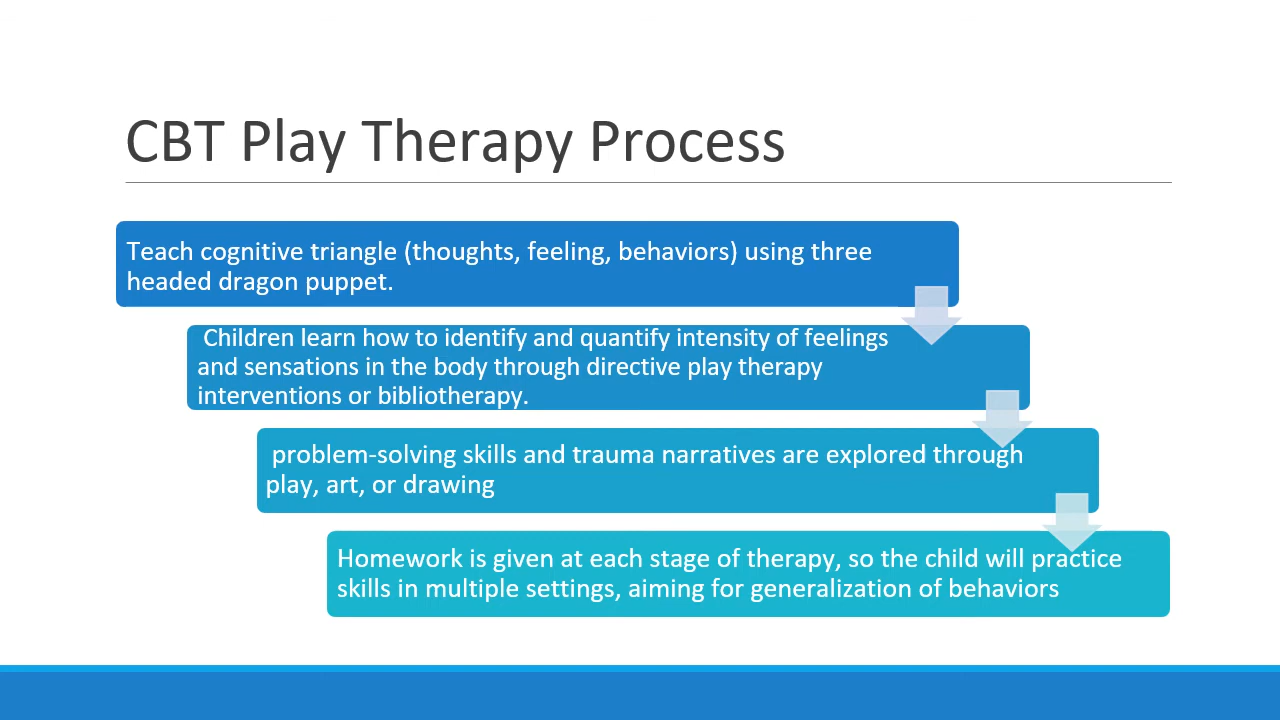 CBT Play Therapy Process
Teach cognitive triangle (thoughts, feeling, behaviors) using three
headed dragon puppet.
Children learn how to identify and quantify intensity of feelings
and sensations in the body through directive play therapy
interventions or bibliotherapy.
problem-solving skills and trauma narratives are explored through
play, art, or drawing
Homework is given at each stage of therapy, so the child will practice
skills in multiple settings, aiming for generalization of behaviors